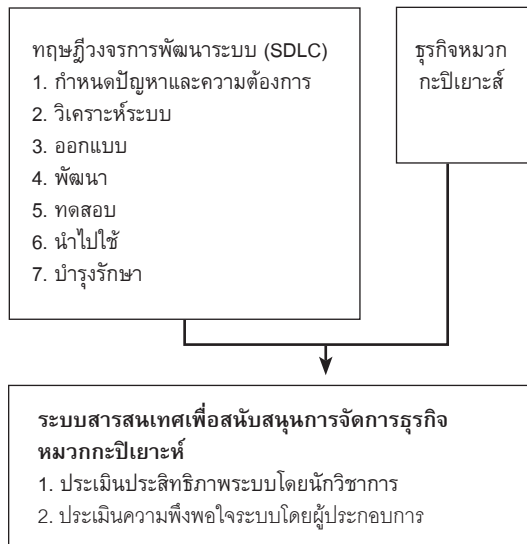 ทฤษฎีวงจรการพัฒนาระบบ (SDLC)
1. กำหนดปัญหาและความต้องการ
2. วิเคราะห์ระบบ
3. ออกแบบ
4. พัฒนา
5. ทดสอบ
6. นำไปใช้
7. บำรุงรักษา
ธุรกิจหมวก
กะปิเยาะส์
ระบบสารสนเทศเพื่อสนับสนุนการจัดการธุรกิจ
หมวกกะปิเยาะห์
1. ประเมินประสิทธิภาพระบบโดยนักวิชาการ
2. ประเมินความพึงพอใจระบบโดยผู้ประกอบการ